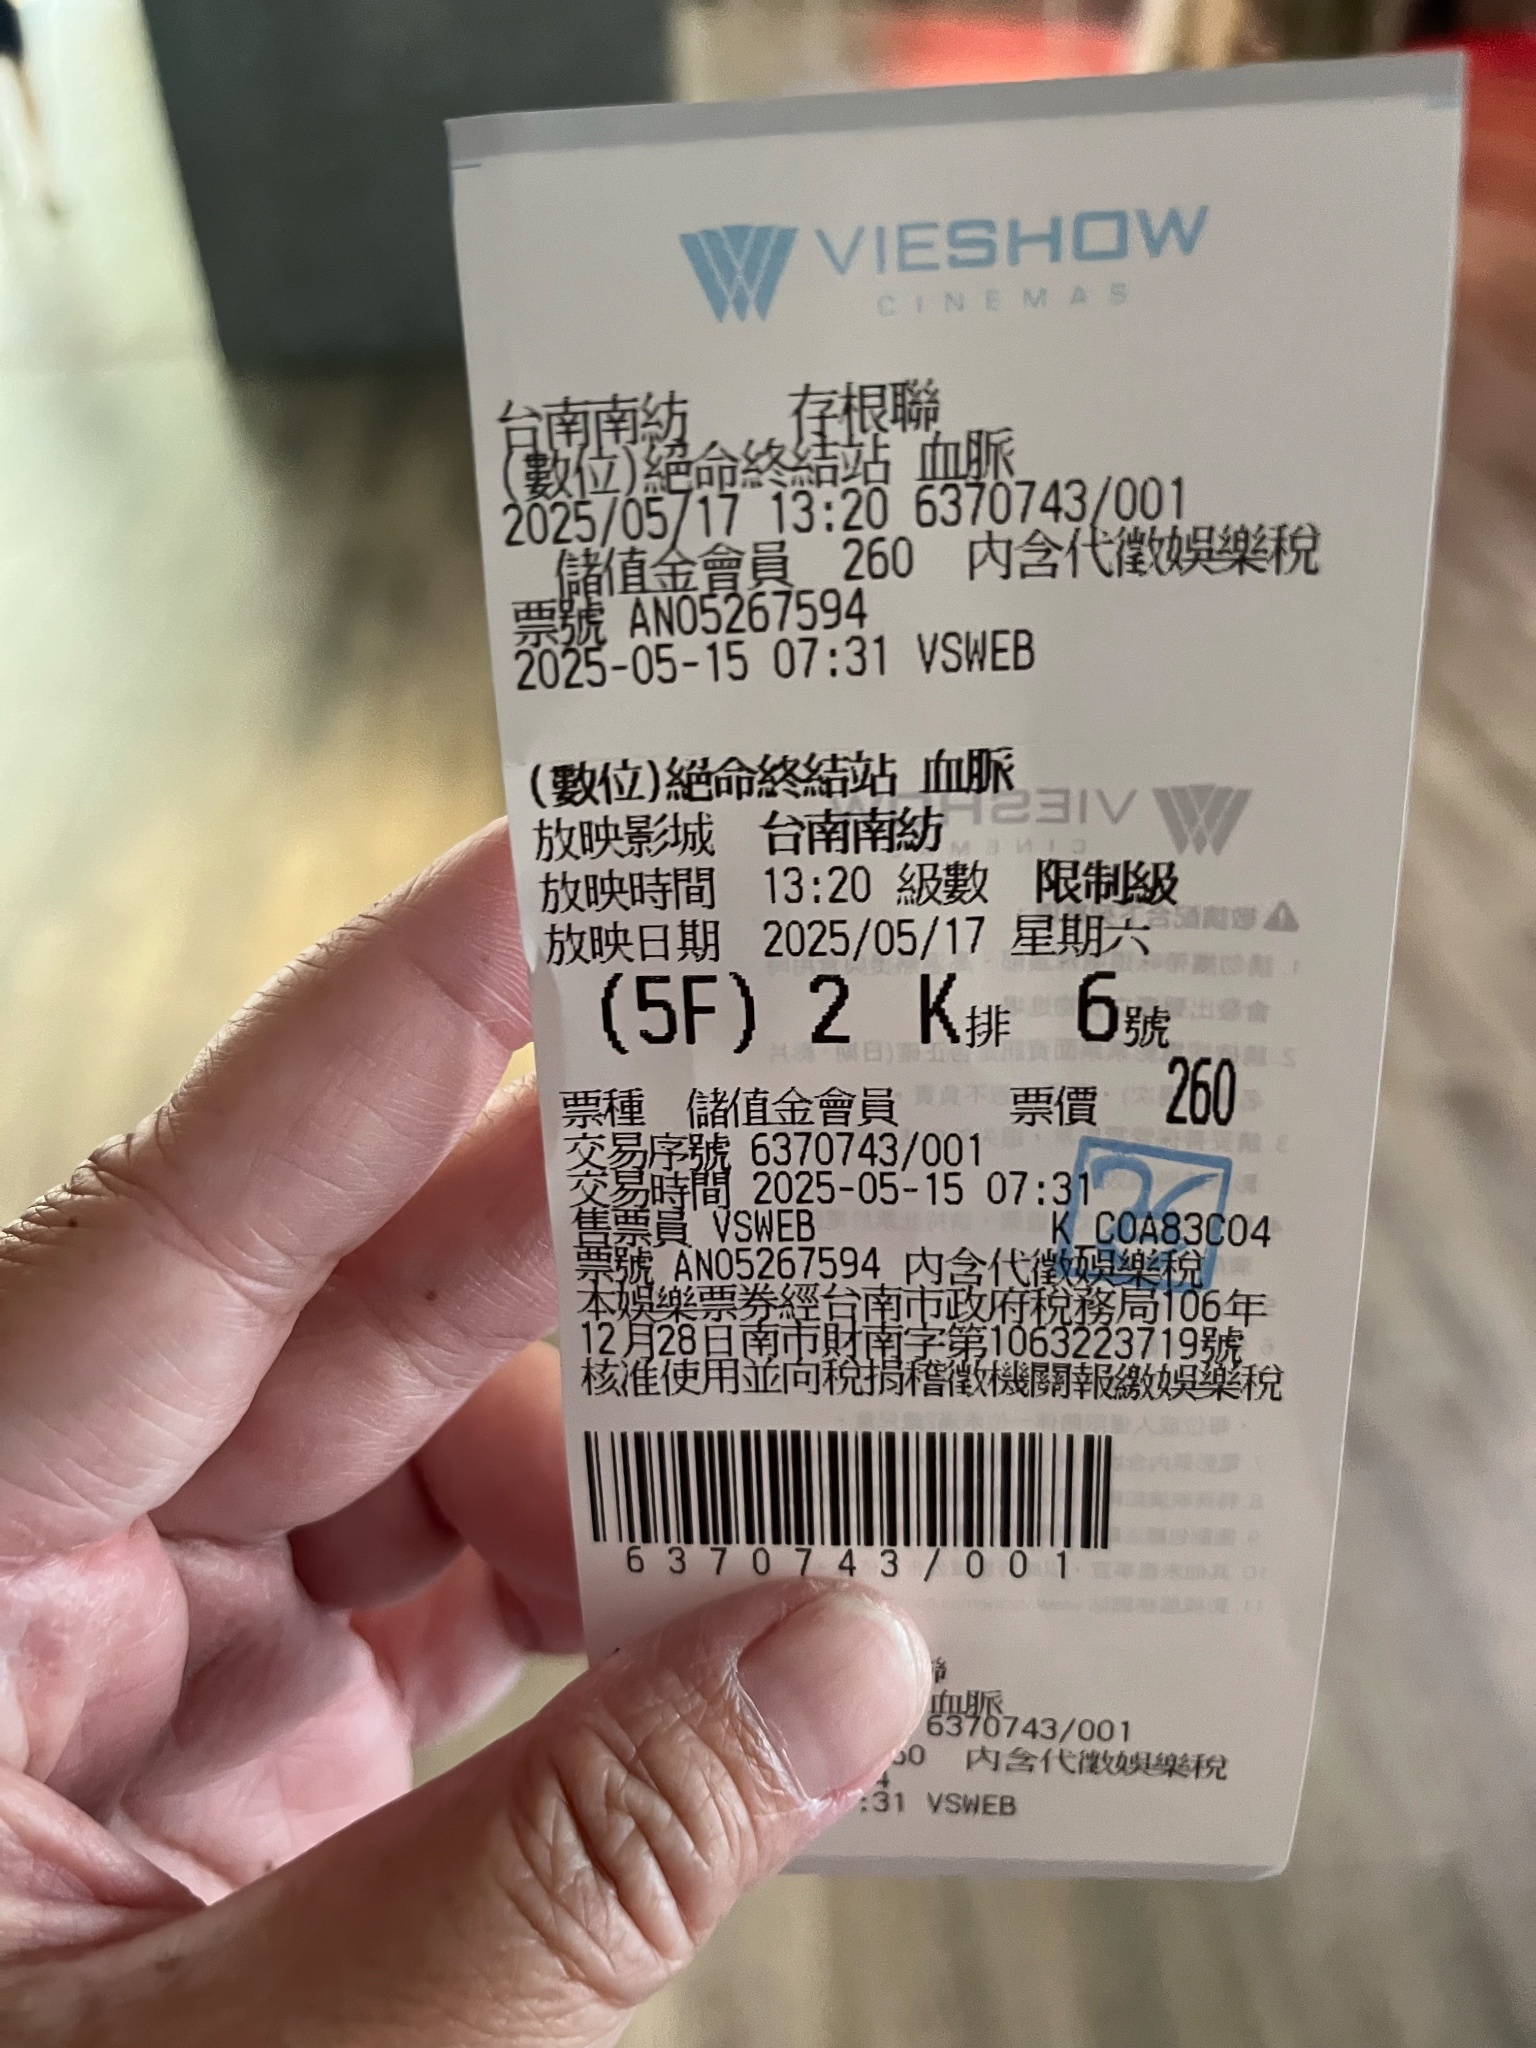 VIESHOW
CINEMAS
台南南紡 存根聯
(數位)絕命終結站 血脈
2025/05/17 13:20 6370743/001
儲值金會員 260 內含代徵娛樂稅
票號 AN05267594
2025-05-15 07:31 VSWEB
(數位)絕命終結站 血脈
放映影城 台南南紡
放映時間 13:20 級數 限制級
放映日期 2025/05/17 星期六
(5F) 2 K排 6號
票種 儲值金會員 票價 260
交易序號 6370743/001
交易時間 2025-05-15 07:31
售票員 VSWEB K_C0A83C04
票號 AN05267594 內含代徵娛樂稅
本娛樂票券經台南市政府稅務局106年
12月28日南市財南字第1063223719號
核准使用並向稅捐稽徵機關報繳娛樂稅
6370743/001
聯
血脈
6370743/001
60 內含代徵娛樂稅
4
:31 VSWEB